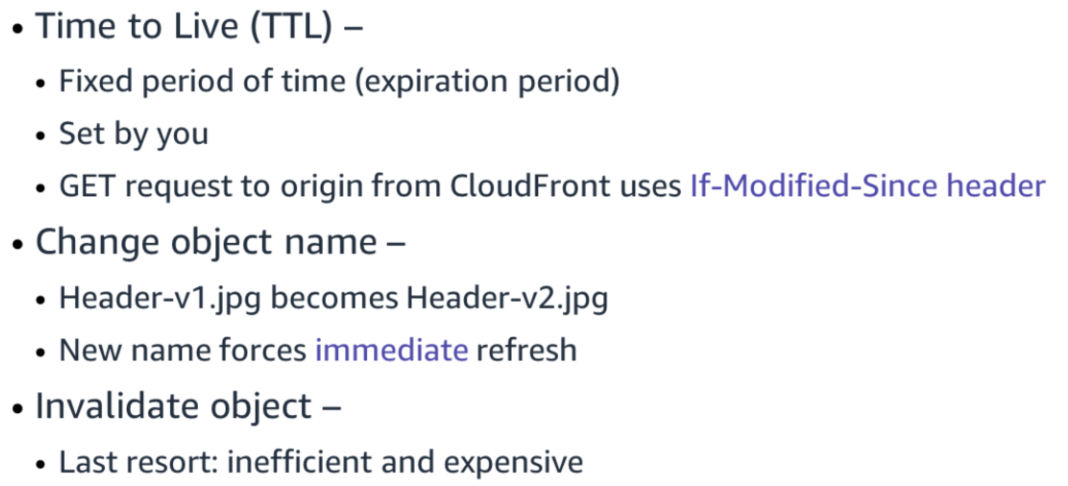 • Time to Live (TTL) –
• Fixed period of time (expiration period)
• Set by you
• GET request to origin from CloudFront uses If-Modified-Since header
• Change object name –
• Header-v1.jpg becomes Header-v2.jpg
• New name forces immediate refresh
• Invalidate object –
• Last resort: inefficient and expensive